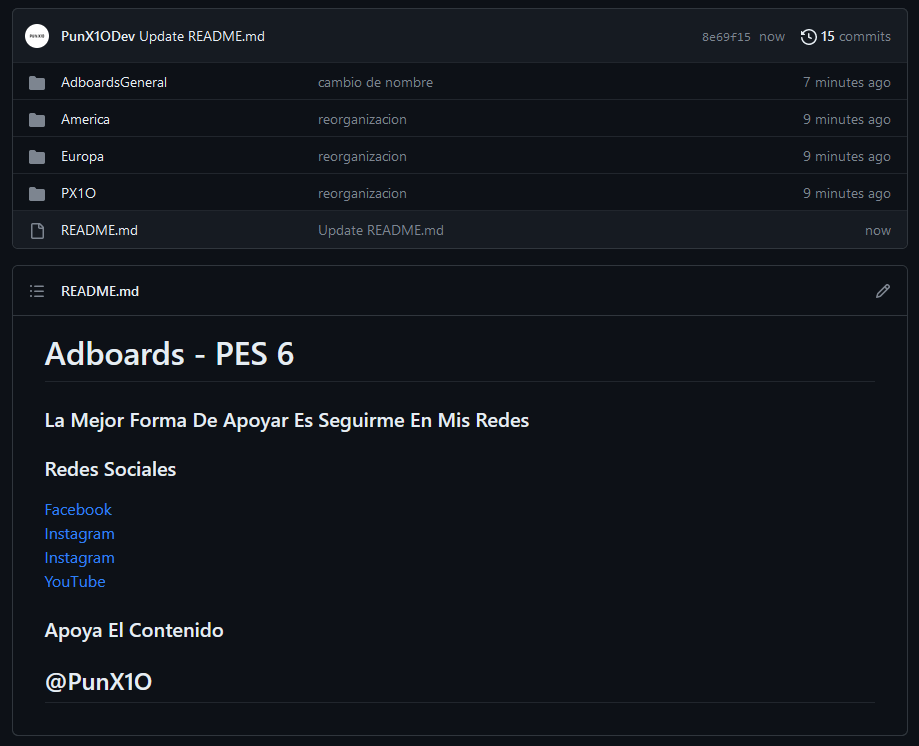 PUNX1O PunX1ODev Update README.md 8e69f15 now 15 commits
AdboardsGeneral cambio de nombre 7 minutes ago
America reorganizacion 9 minutes ago
Europa reorganizacion 9 minutes ago
PX1O reorganizacion 9 minutes ago
README.md Update README.md now
README.md
Adboards - PES 6
La Mejor Forma De Apoyar Es Seguirme En Mis Redes
Redes Sociales
Facebook
Instagram
Instagram
YouTube
Apoya El Contenido
@PunX1O